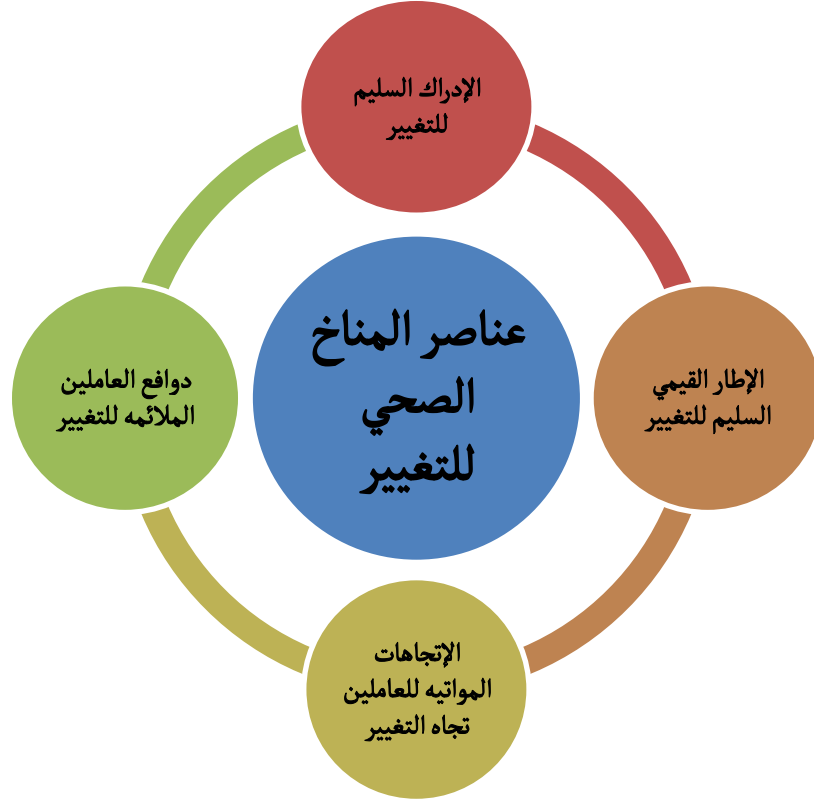 الإدراك السليم
للتغيير
عناصر المناخ
الصحي
للتغيير
الإطار القيمي
السليم للتغيير
الإتجاهات
المواتيه للعاملين
تجاه التغيير
دوافع العاملين
الملائمه للتغيير